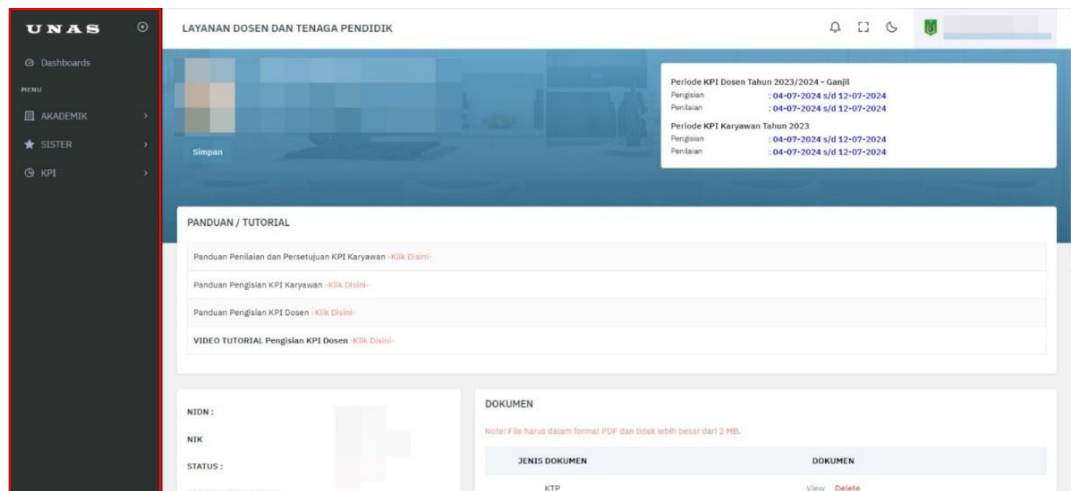 UNAS
LAYANAN DOSEN DAN TENAGA PENDIDIK
Dashboards
MENU
AKADEMIK
SISTER
KPI
Simpan
Periode KPI Dosen Tahun 2023/2024 - Ganjil
Pengisian : 04-07-2024 s/d 12-07-2024
Penilaian : 04-07-2024 s/d 12-07-2024
Periode KPI Karyawan Tahun 2023
Pengisian : 04-07-2024 s/d 12-07-2024
Penilaian : 04-07-2024 s/d 12-07-2024
PANDUAN / TUTORIAL
Panduan Penilaian dan Persetujuan KPI Karyawan -Klik Disini-
Panduan Pengisian KPI Karyawan -Klik Disini-
Panduan Pengisian KPI Dosen -Klik Disini-
VIDEO TUTORIAL Pengisian KPI Dosen -Klik Disini-
NIDN :
NIK
STATUS :
DOKUMEN
Note: File harus dalam format PDF dan tidak lebih besar dari 2 MB.
JENIS DOKUMEN DOKUMEN
KTP View Delete